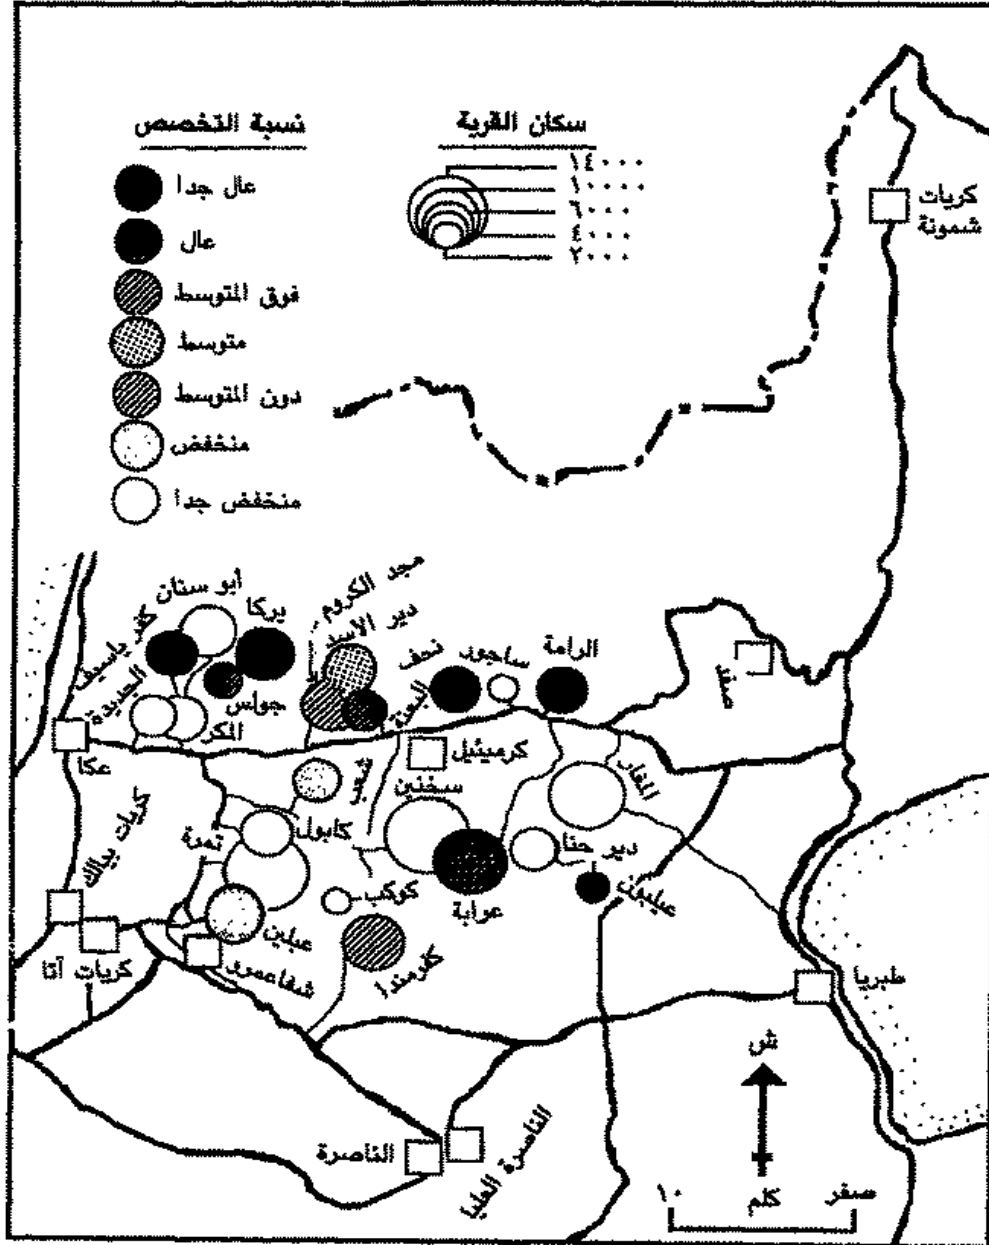 نسبة التخصص
عال جدا
عال
فوق المتوسط
متوسط
دون المتوسط
منخفض
منخفض جدا
سكان القرية
١٤٠٠٠
١٠٠٠٠
٦٠٠٠
٤٠٠٠
٢٠٠٠
كريات
شمونة
مجد الكروم
دير الأسد
أبو سنان
يركا
كفر ياسيف
الجديدة
جولس
المكر
البعنة
نحف
ساجور
الرامة
صفد
عكا
كرميئيل
شعب
سخنين
المغار
كريات بيالك
تمرة
كابول
دير حنا
كوكب
عرابة
عيلبون
عبلين
كفرمندا
كريات آتا
شفاعمرو
طبريا
ش
الناصرة
الناصرة العليا
١٠
كلم
صفر